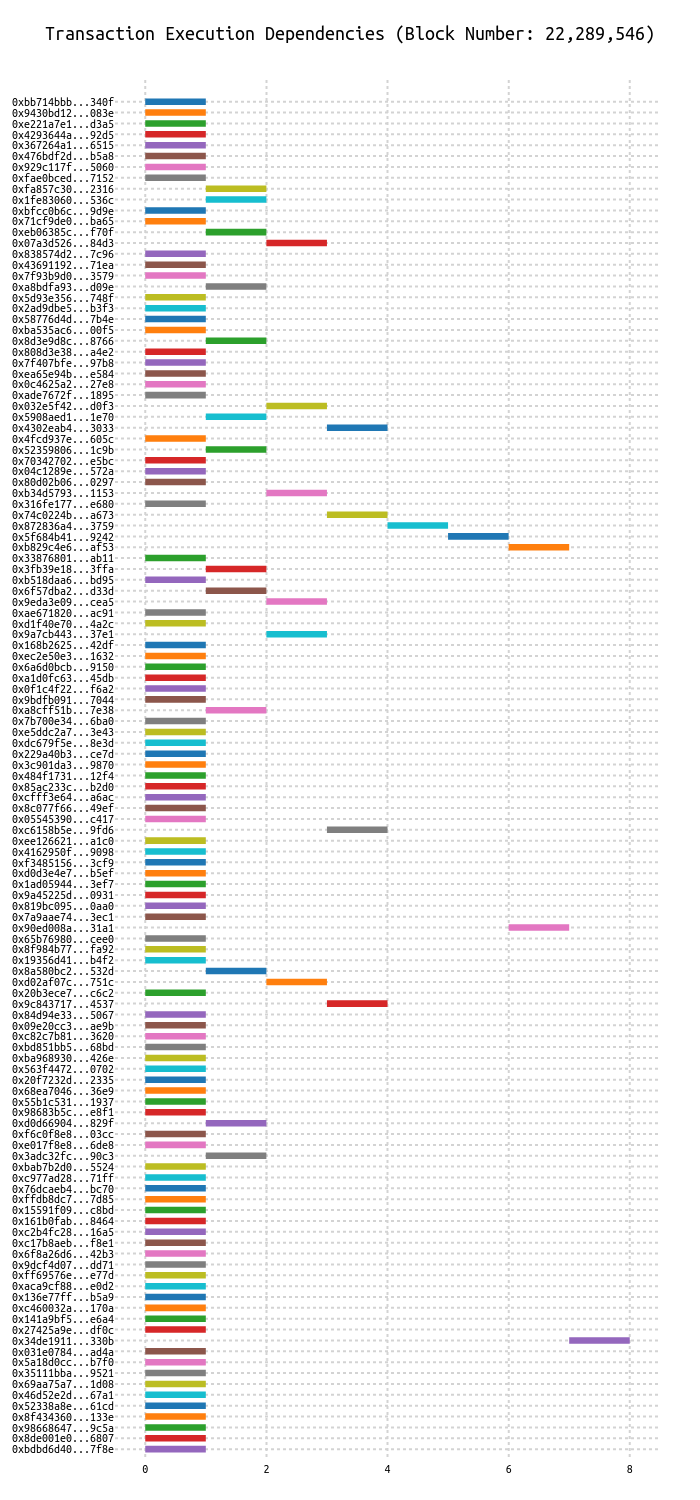 Transaction Execution Dependencies (Block Number: 22,289,546)
0xbb714bbb...340f
0x9430bd12...083e
0xe221a7e1...d3a5
0x4293644a...92d5
0x367264a1...6515
0x476bdf2d...b5a8
0x929c117f...5060
0xfae0bced...7152
0xfa857c30...2316
0x1fe83060...536c
0xbfcc0b6c...9d9e
0x71cf9de0...ba65
0xeb06385c...f70f
0x07a3d526...84d3
0x838574d2...7c96
0x43691192...71ea
0x7f93b9d0...3579
0xa8bdfa93...d09e
0x5d93e356...748f
0x2ad9dbe5...b3f3
0x58776d4d...7b4e
0xba535ac6...00f5
0x8d3e9d8c...8766
0x808d3e38...a4e2
0x7f407bfe...97b8
0xea65e94b...e584
0x0c4625a2...27e8
0xade7672f...1895
0x032e5f42...d0f3
0x5908aed1...1e70
0x4302eab4...3033
0x4fcd937e...605c
0x52359806...1c9b
0x70342702...e5bc
0x04c1289e...572a
0x80d02b06...0297
0xb34d5793...1153
0x316fe177...e680
0x74c0224b...a673
0x872836a4...3759
0x5f684b41...9242
0xb829c4e6...af53
0x33876801...ab11
0x3fb39e18...3ffa
0xb518daa6...bd95
0x6f57dba2...d33d
0x9eda3e09...cea5
0xae671820...ac91
0xd1f40e70...4a2c
0x9a7cb443...37e1
0x168b2625...42df
0xec2e50e3...1632
0x6a6d0bcb...9150
0xa1d0fc63...45db
0x0f1c4f22...f6a2
0x9bdfb091...7044
0xa8cff51b...7e38
0x7b700e34...6ba0
0xe5ddc2a7...3e43
0xdc679f5e...8e3d
0x229a40b3...ce7d
0x3c901da3...9870
0x484f1731...12f4
0x85ac233c...b2d0
0xcfff3e64...a6ac
0x8c077f66...49ef
0x05545390...c417
0xc6158b5e...9fd6
0xee126621...a1c0
0x4162950f...9098
0xf3485156...3cf9
0xd0d3e4e7...b5ef
0x1ad05944...3ef7
0x9a45225d...0931
0x819bc095...0aa0
0x7a9aae74...3ec1
0x90ed008a...31a1
0x65b76980...cee0
0x8f984b77...fa92
0x19356d41...b4f2
0x8a580bc2...532d
0xd02af07c...751c
0x20b3ece7...c6c2
0x9c843717...4537
0x84d94e33...5067
0x09e20cc3...ae9b
0xc82c7b81...3620
0xbd851bb5...68bd
0xba968930...426e
0x563f4472...0702
0x20f7232d...2335
0x68ea7046...36e9
0x55b1c531...1937
0x98683b5c...e8f1
0xd0d66904...829f
0xf6c0f8e8...03cc
0xe017f8e8...6de8
0x3adc32fc...90c3
0xbab7b2d0...5524
0xc977ad28...71ff
0x76dcaeb4...bc70
0xffdb8dc7...7d85
0x15591f09...c8bd
0x161b0fab...8464
0xc2b4fc28...16a5
0xc17b8aeb...f8e1
0x6f8a26d6...42b3
0x9dcf4d07...dd71
0xff69576e...e77d
0xaca9cf88...e0d2
0x136e77ff...b5a9
0xc460032a...170a
0x141a9bf5...e6a4
0x27425a9e...df0c
0x34de1911...330b
0x031e0784...ad4a
0x5a18d0cc...b7f0
0x35111bba...9521
0x69aa75a7...1d08
0x46d52e2d...67a1
0x52338a8e...61cd
0x8f434360...133e
0x98668647...9c5a
0x8de001e0...6807
0xbdbd6d40...7f8e
0 2 4 6 8